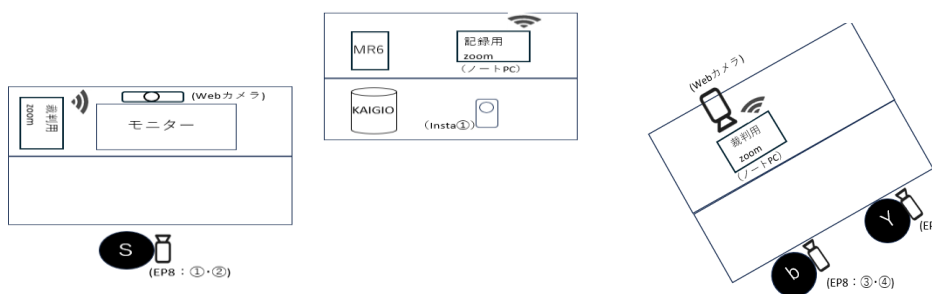 裁判用
zoom
(Webカメラ)
モニター
S
(EP8：①・②)
MR6
記録用
zoom
(ノートPC)
KAIGIO
(Insta①)
(Webカメラ)
裁判用
zoom
(ノートPC)
Y
(EP
b
(EP8：③・④)